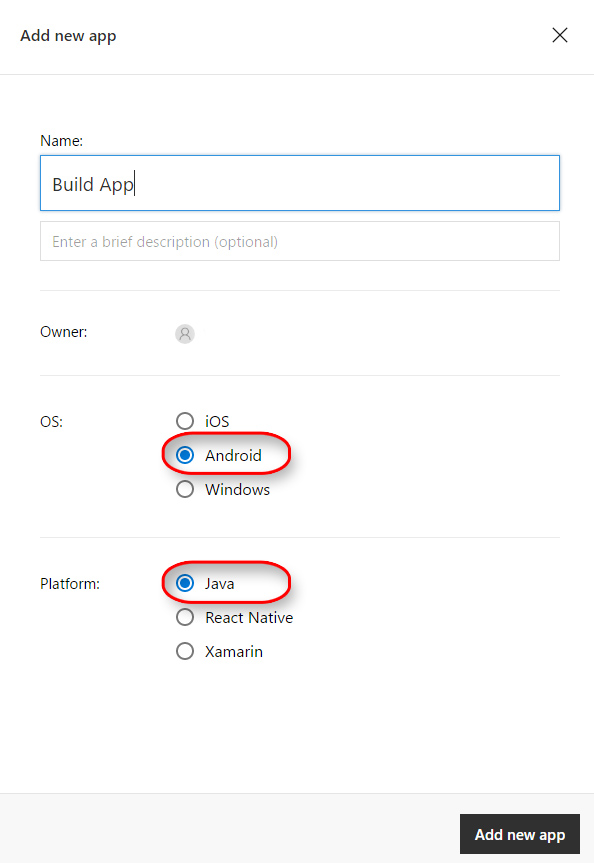 Add new app
Name:
Build App
Enter a brief description (optional)
Owner:
OS:
iOS
Android
Windows
Platform:
Java
React Native
Xamarin
Add new app